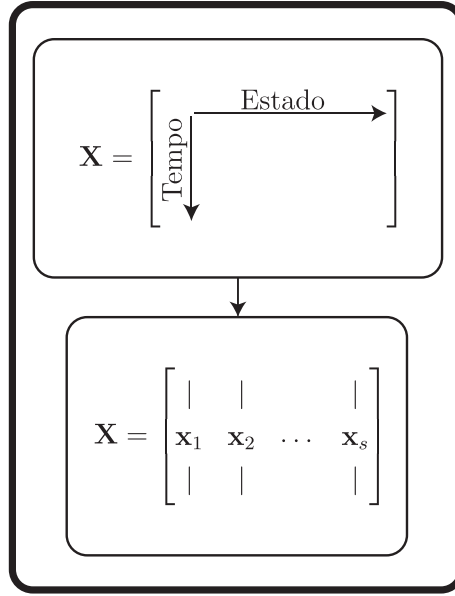 Estado
X =
Tempo
| | |
X = x₁ x₂ … xₛ
| | |